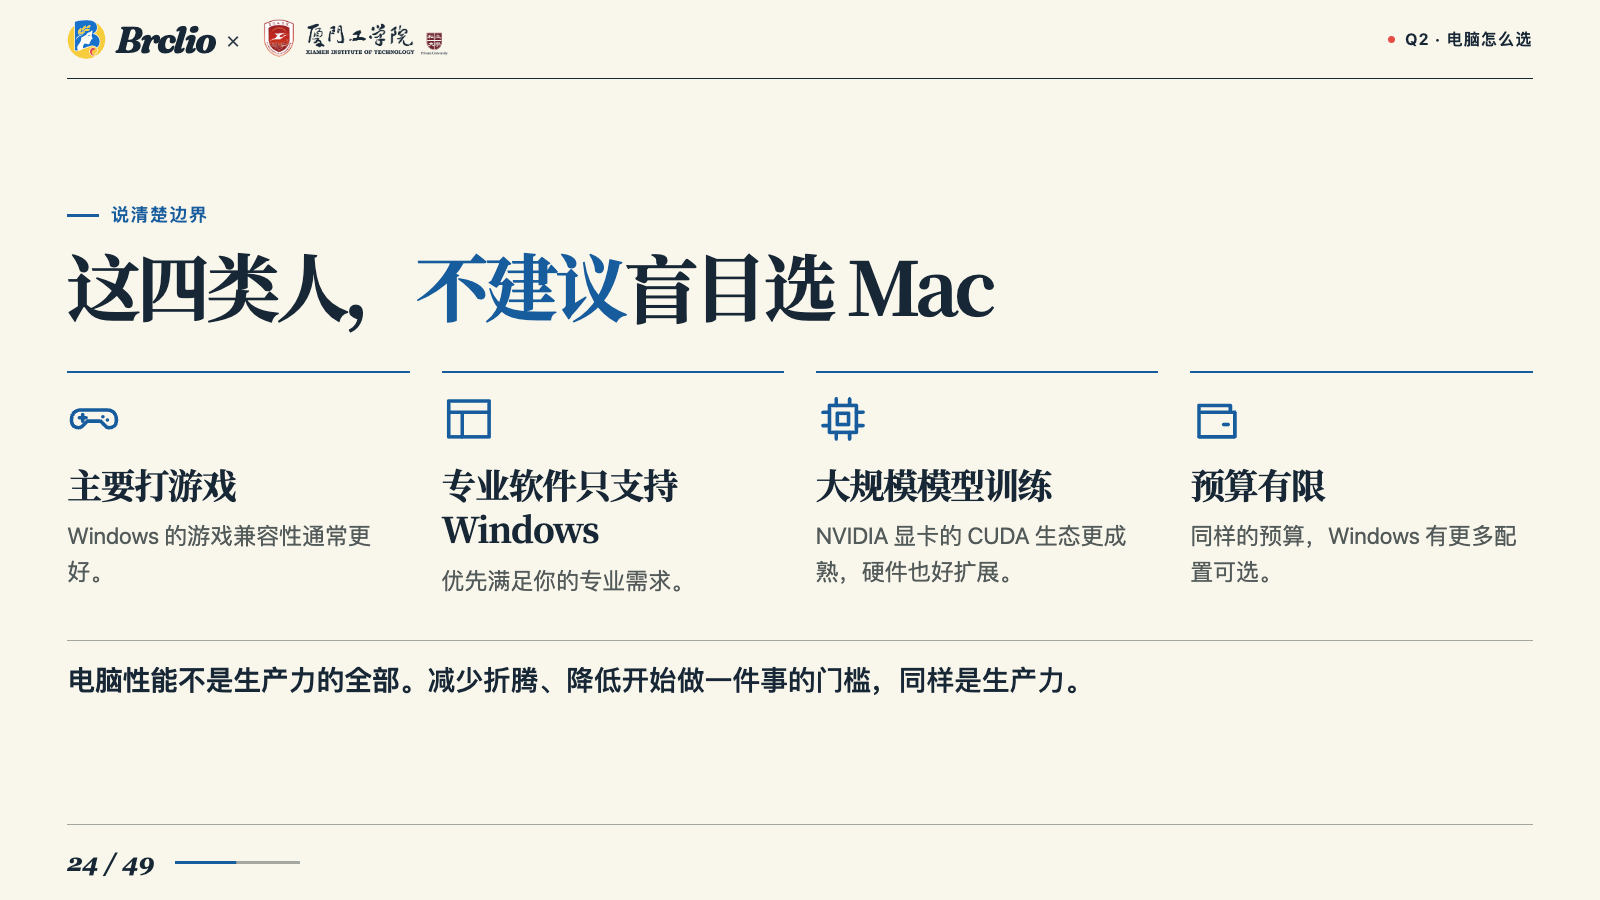 Brclio ×
厦門工学院
XIAMEN INSTITUTE OF TECHNOLOGY
Q2 · 电脑怎么选
说清楚边界
这四类人，不建议盲目选 Mac
主要打游戏
Windows 的游戏兼容性通常更
好。
专业软件只支持
Windows
优先满足你的专业需求。
大规模模型训练
NVIDIA 显卡的 CUDA 生态更成
熟，硬件也好扩展。
预算有限
同样的预算，Windows 有更多配
置可选。
电脑性能不是生产力的全部。减少折腾、降低开始做一件事的门槛，同样是生产力。
24 / 49